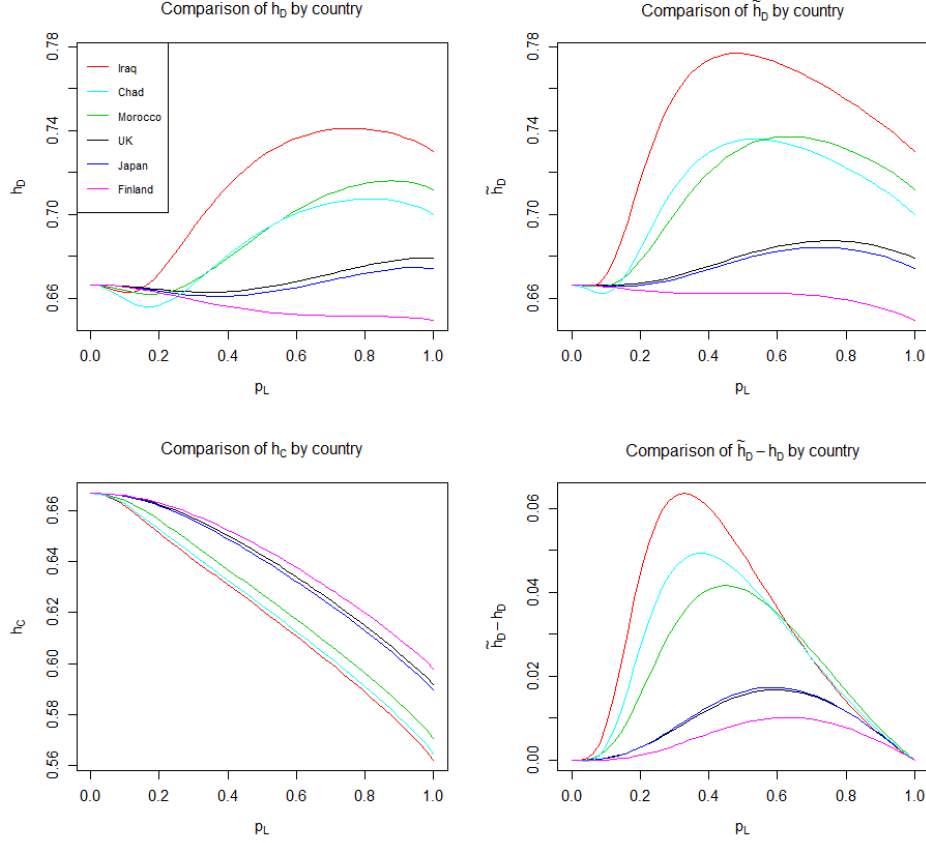 Comparison of h_D by country
h_D
0.66 0.70 0.74 0.78
Iraq
Chad
Morocco
UK
Japan
Finland
0.0 0.2 0.4 0.6 0.8 1.0
p_L
Comparison of h̃_D by country
h̃_D
0.66 0.70 0.74 0.78
0.0 0.2 0.4 0.6 0.8 1.0
p_L
Comparison of h_C by country
h_C
0.56 0.58 0.60 0.62 0.64 0.66
0.0 0.2 0.4 0.6 0.8 1.0
p_L
Comparison of h̃_D – h_D by country
h̃_D – h_D
0.00 0.02 0.04 0.06
0.0 0.2 0.4 0.6 0.8 1.0
p_L